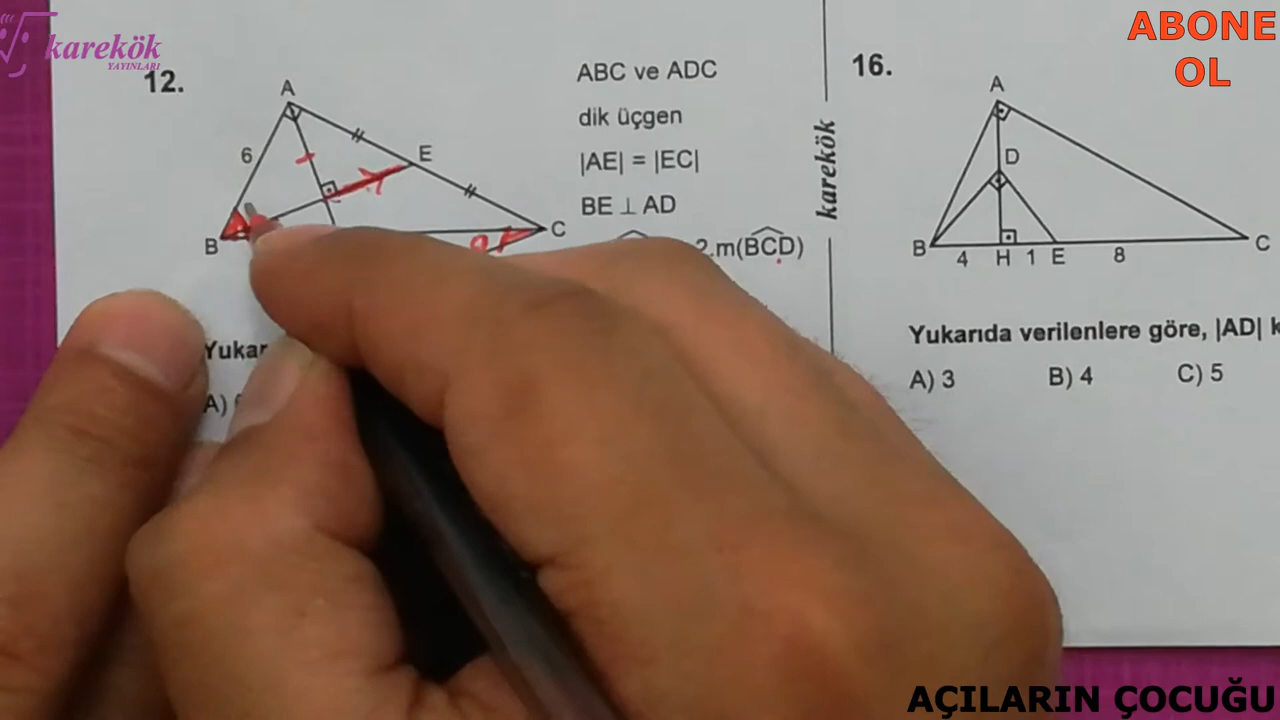 karekök
YAYINLARI
ABONE
OL
12.
A
6
E
B
C
ABC ve ADC
dik üçgen
|AE| = |EC|
BE ⊥ AD
2.m(BCD)
karekök
16.
A
D
B
4
H
1
E
8
C
Yukarıda verilenlere göre, |AD|
A) 3
B) 4
C) 5
A)
AÇILARIN ÇOCUĞU